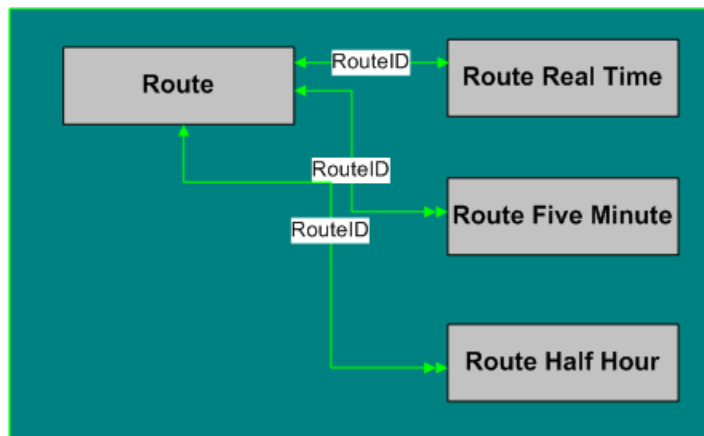 Route
RouteID
Route Real Time
RouteID
Route Five Minute
RouteID
Route Half Hour